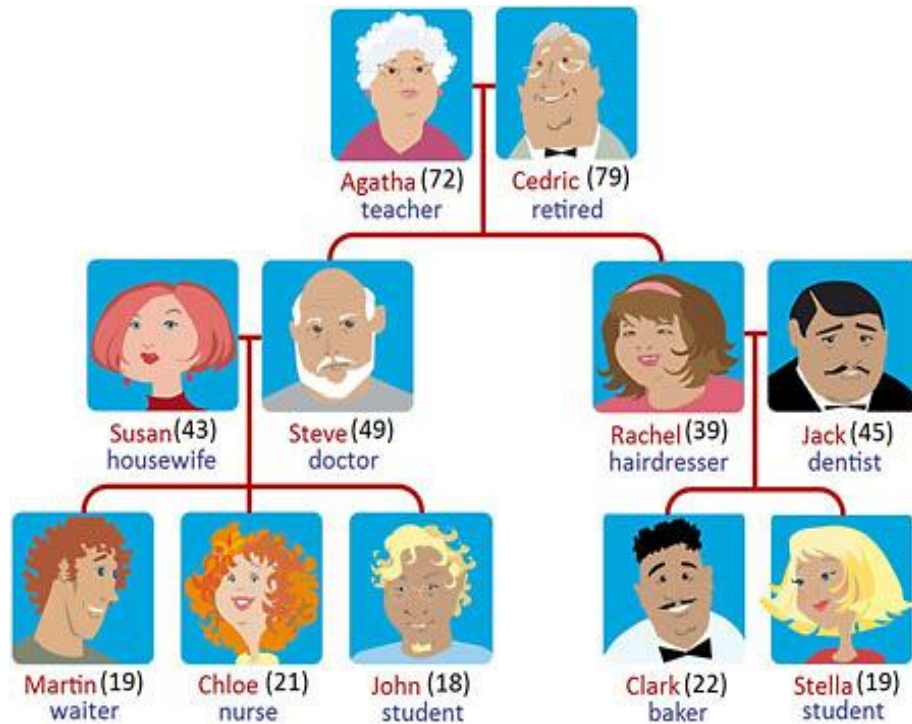 Agatha (72)
teacher
Cedric (79)
retired
Susan (43)
housewife
Steve (49)
doctor
Rachel (39)
hairdresser
Jack (45)
dentist
Martin (19)
waiter
Chloe (21)
nurse
John (18)
student
Clark (22)
baker
Stella (19)
student